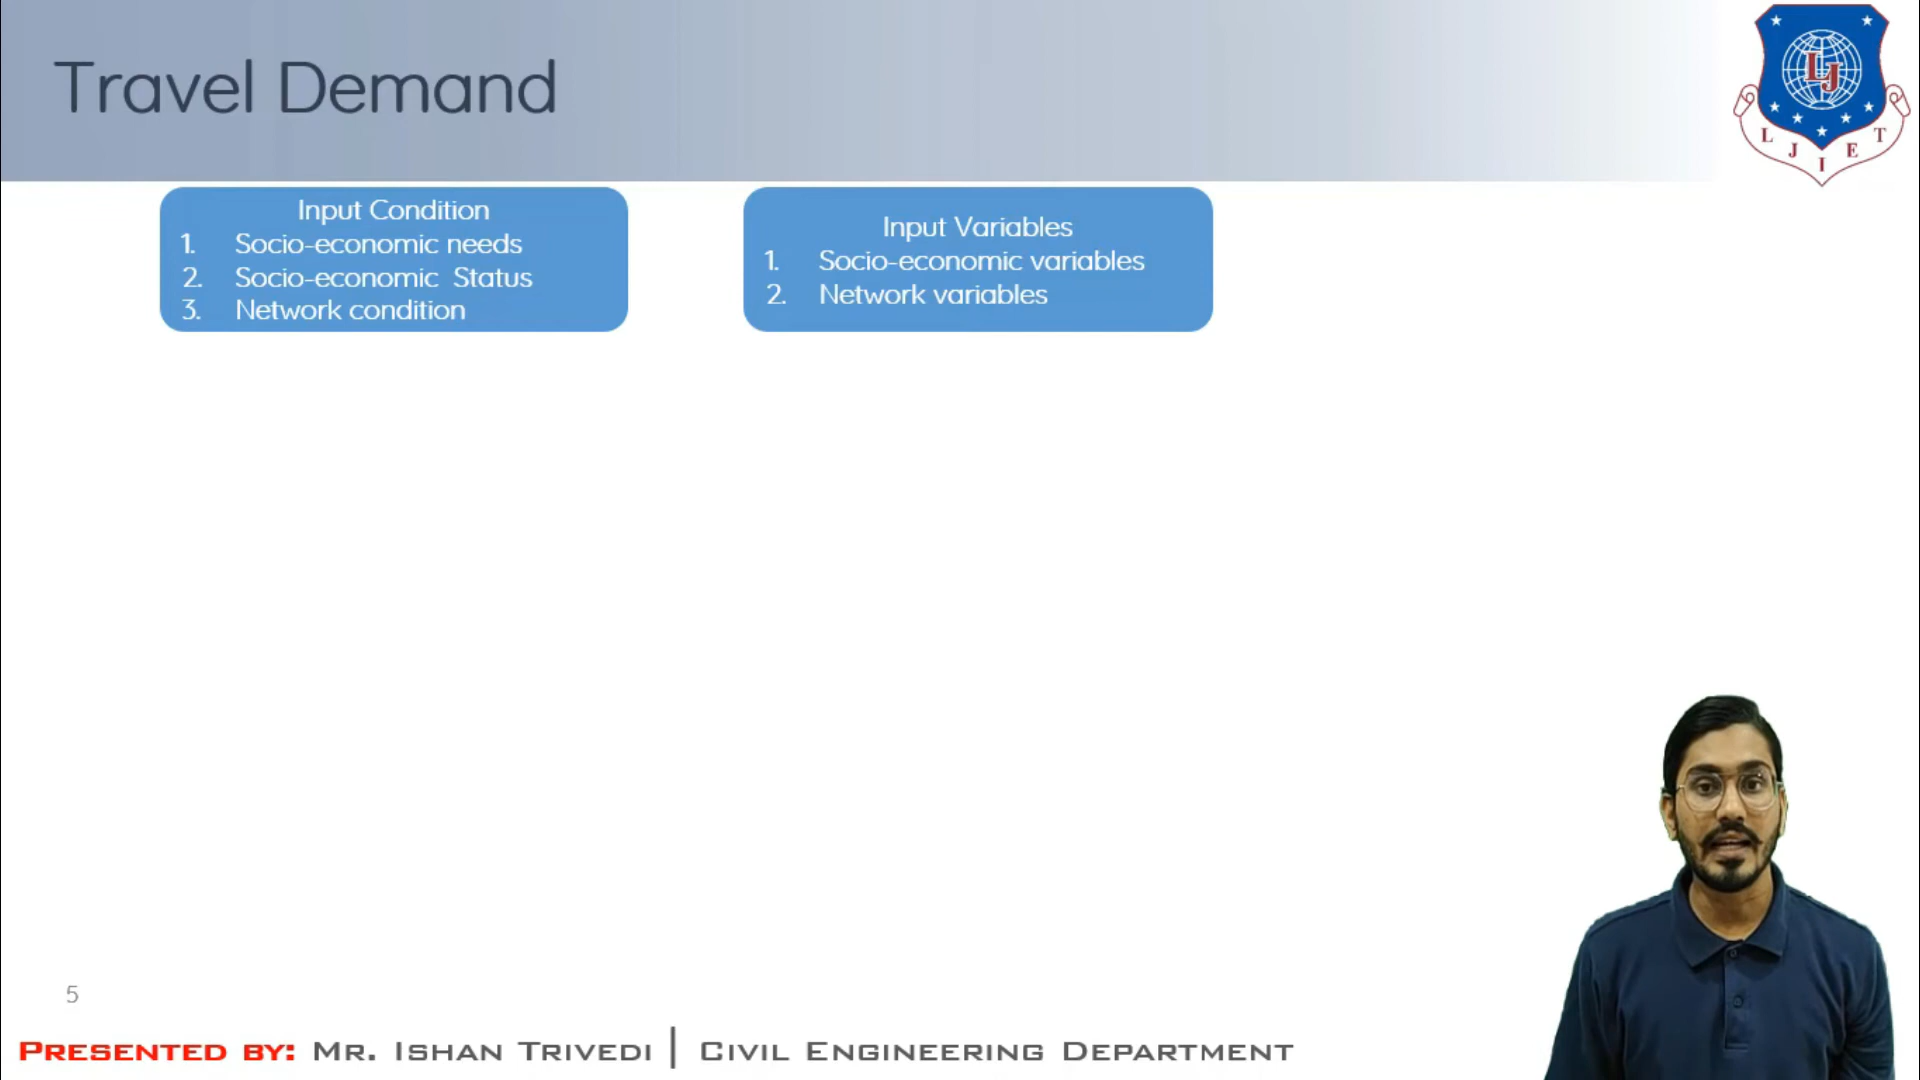 Travel Demand
LJ
L J I E T
Input Condition
1. Socio-economic needs
2. Socio-economic Status
3. Network condition
Input Variables
1. Socio-economic variables
2. Network variables
5
PRESENTED BY: MR. ISHAN TRIVEDI | CIVIL ENGINEERING DEPARTMENT